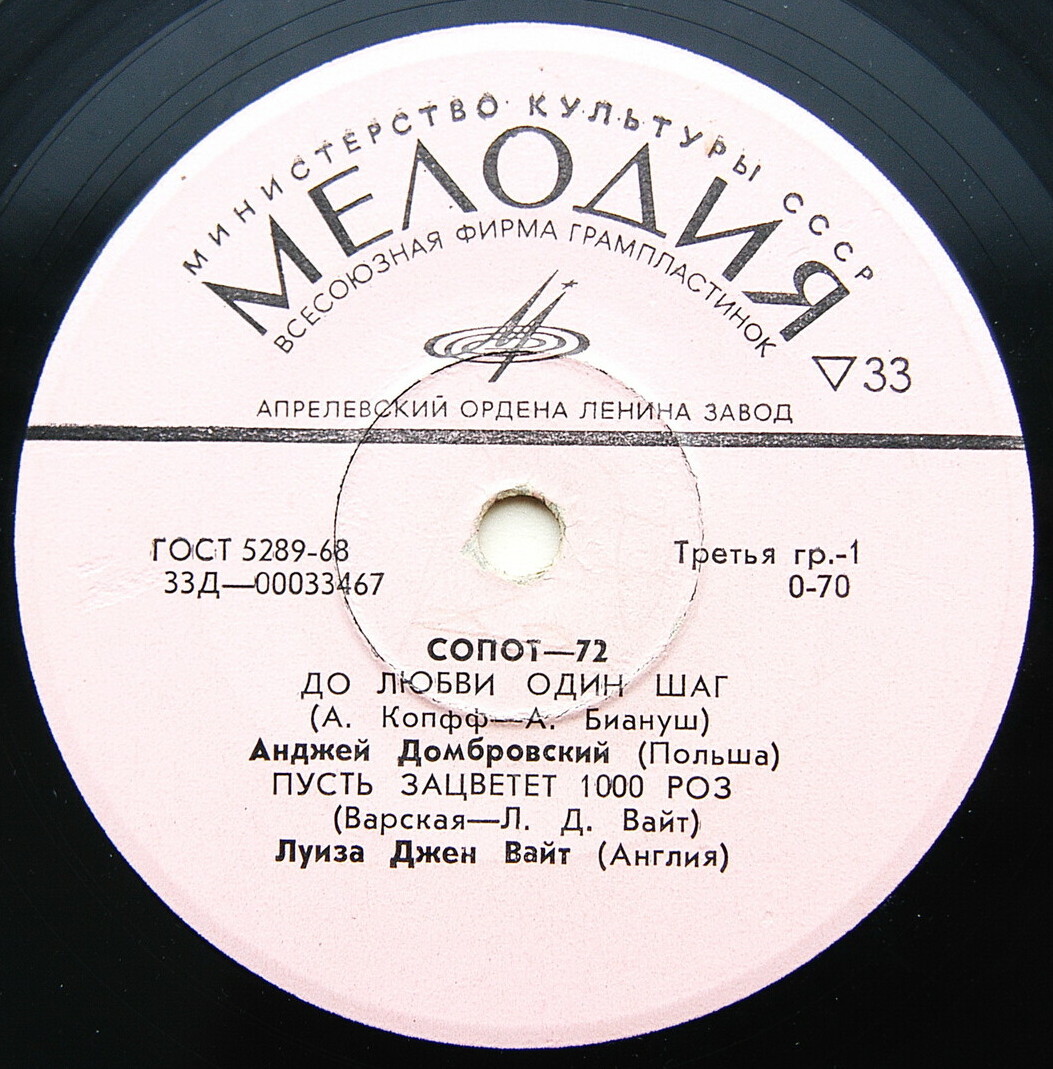 МИНИСТЕРСТВО КУЛЬТУРЫ СССР
МЕЛОДИЯ
ВСЕСОЮЗНАЯ ФИРМА ГРАМПЛАСТИНОК
▽33
АПРЕЛЕВСКИЙ ОРДЕНА ЛЕНИНА ЗАВОД
ГОСТ 5289-68
33Д—00033467
Третья гр.-1
0-70
СОПОТ—72
ДО ЛЮБВИ ОДИН ШАГ
(А. Копфф—А. Биануш)
Анджей Домбровский (Польша)
ПУСТЬ ЗАЦВЕТЕТ 1000 РОЗ
(Варская—Л. Д. Вайт)
Луиза Джен Вайт (Англия)